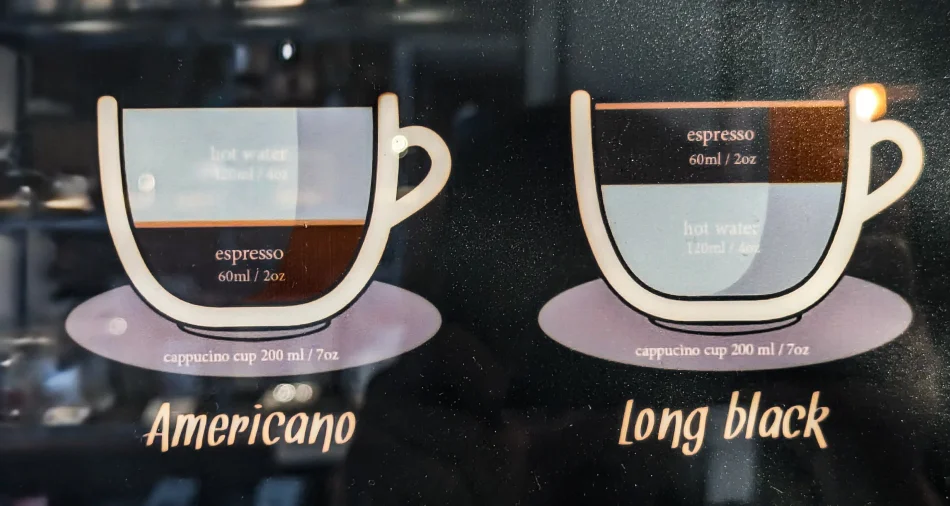 hot water
120ml / 4oz
espresso
60ml / 2oz
cappucino cup 200 ml / 7oz
Americano
espresso
60ml / 2oz
hot water
120ml / 4oz
cappucino cup 200 ml / 7oz
Long black